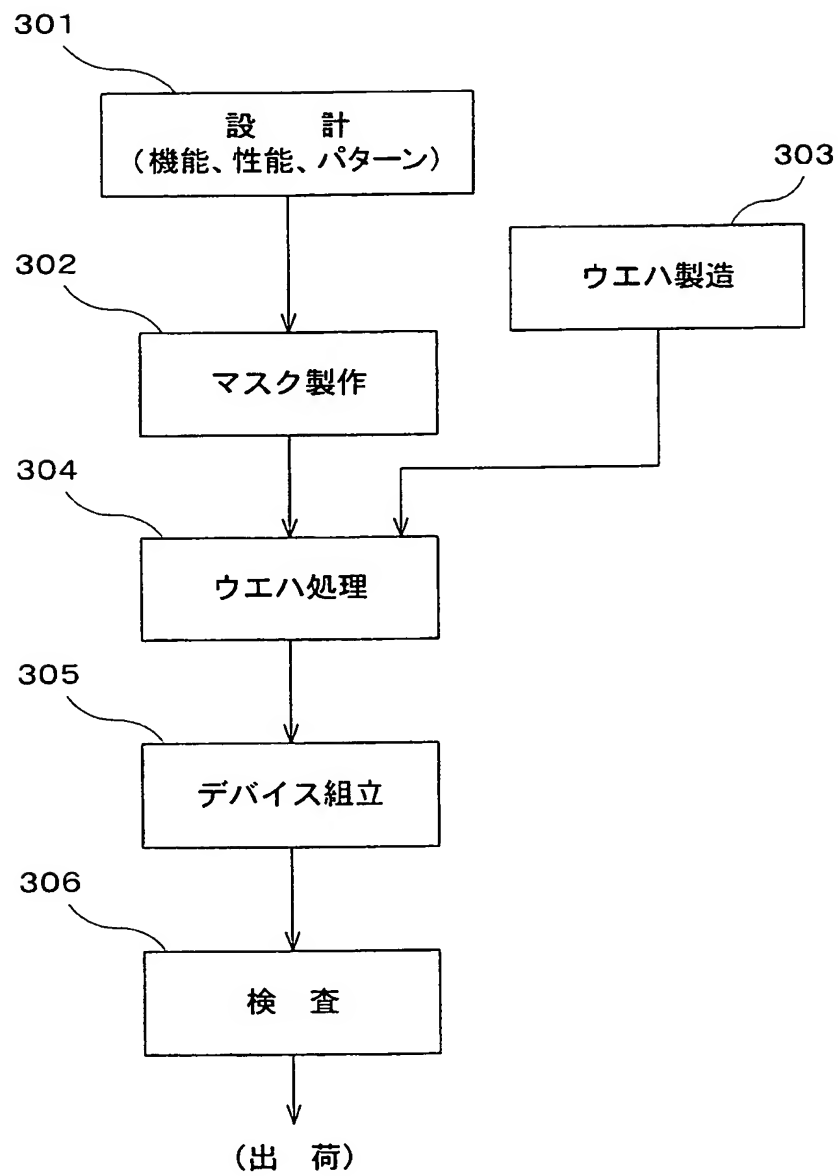 301
設　計
(機能、性能、パターン)
303
ウエハ製造
302
マスク製作
304
ウエハ処理
305
デバイス組立
306
検　査
(出　荷)